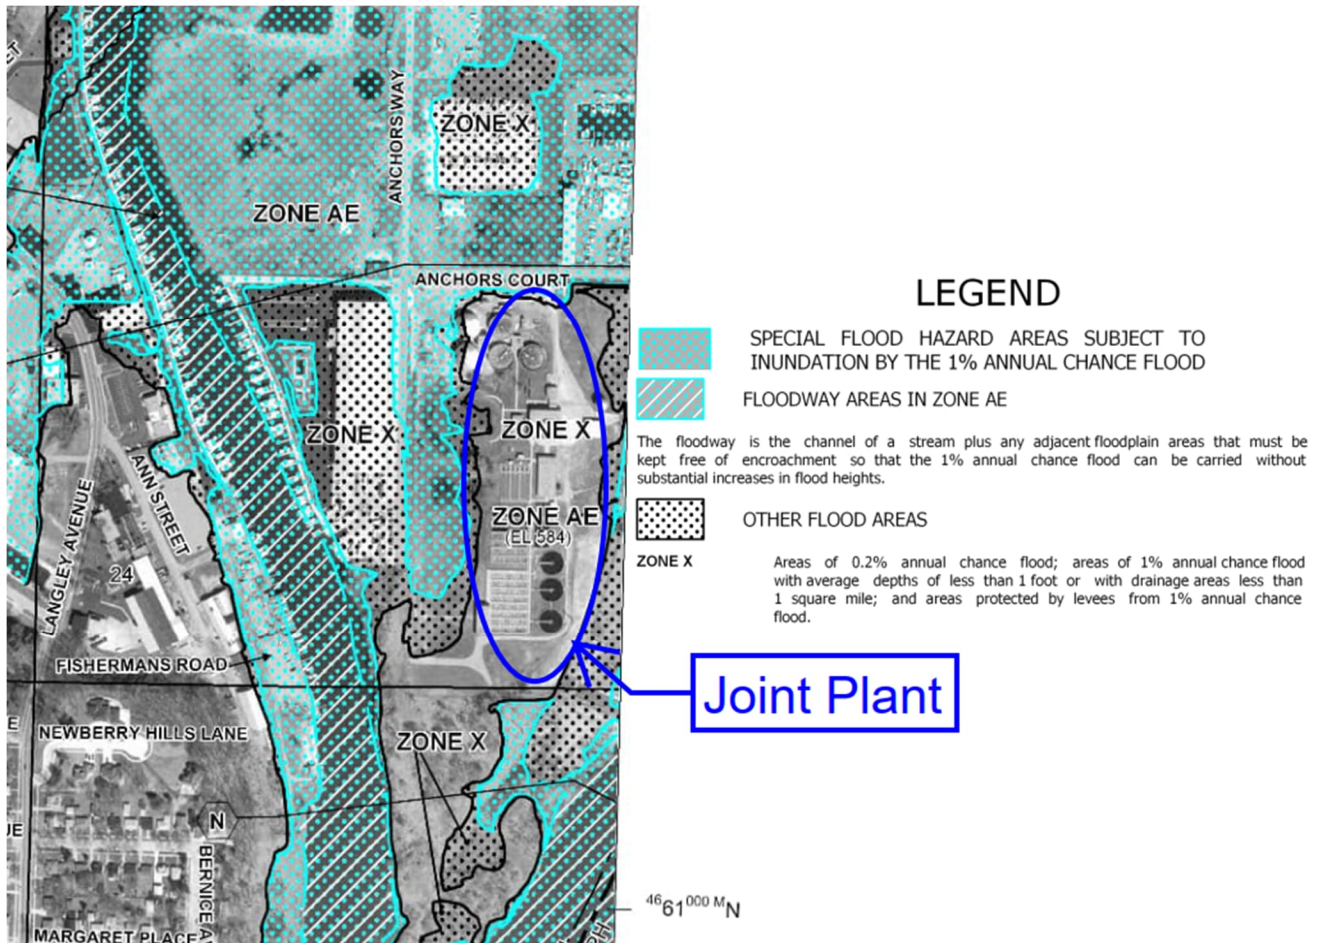 ET
ANCHORS WAY
ZONE X
ZONE AE
ANCHORS COURT
ZONE X
ZONE X
ZONE AE
(EL 584)
LANGLEY AVENUE
ANN STREET
24
FISHERMANS ROAD
E
NEWBERRY HILLS LANE
ZONE X
N
UE
BERNICE A
MARGARET PLACE
PH
4661000 M N
Joint Plant
LEGEND
SPECIAL FLOOD HAZARD AREAS SUBJECT TO
INUNDATION BY THE 1% ANNUAL CHANCE FLOOD
FLOODWAY AREAS IN ZONE AE
The floodway is the channel of a stream plus any adjacent floodplain areas that must be
kept free of encroachment so that the 1% annual chance flood can be carried without
substantial increases in flood heights.
OTHER FLOOD AREAS
ZONE X
Areas of 0.2% annual chance flood; areas of 1% annual chance flood
with average depths of less than 1 foot or with drainage areas less than
1 square mile; and areas protected by levees from 1% annual chance
flood.